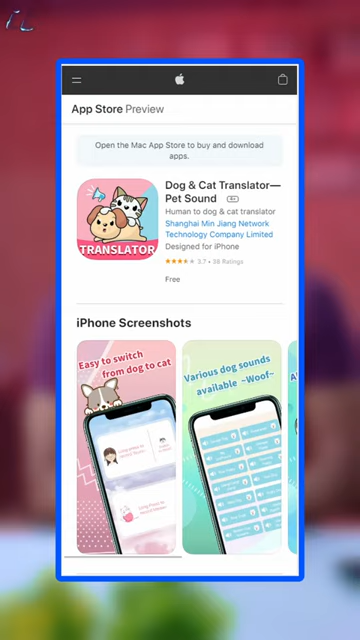 App Store Preview
Open the Mac App Store to buy and download
apps.
Dog & Cat Translator—
Pet Sound 4+
Human to dog & cat translator
Shanghai Min Jiang Network
Technology Company Limited
Designed for iPhone
3.7 • 38 Ratings
Free
TRANSLATOR
iPhone Screenshots
Easy to switch
from dog to cat
Various dog sounds
available ~Woof~